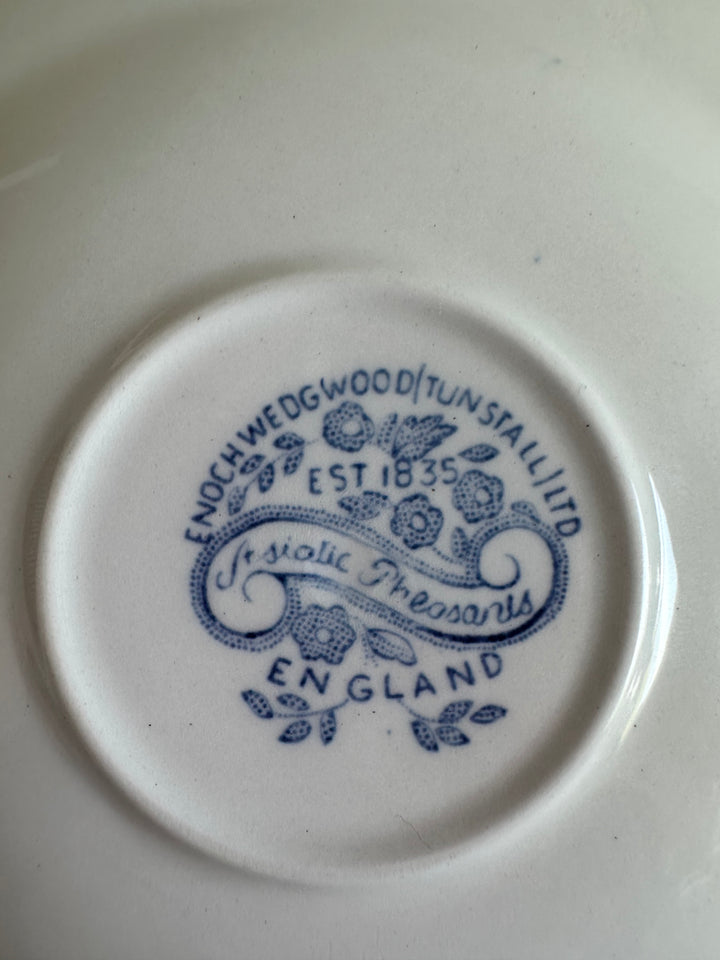 ENOCH WEDGWOOD/TUNSTALL/LTD
EST 1835
Asiatic Pheasants
ENGLAND